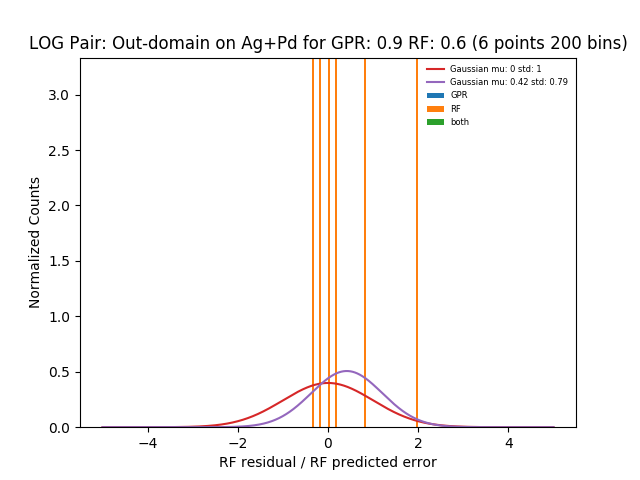 LOG Pair: Out-domain on Ag+Pd for GPR: 0.9 RF: 0.6 (6 points 200 bins)
Gaussian mu: 0 std: 1
Gaussian mu: 0.42 std: 0.79
GPR
RF
both
Normalized Counts
3.0
2.5
2.0
1.5
1.0
0.5
0.0
−4 −2 0 2 4
RF residual / RF predicted error